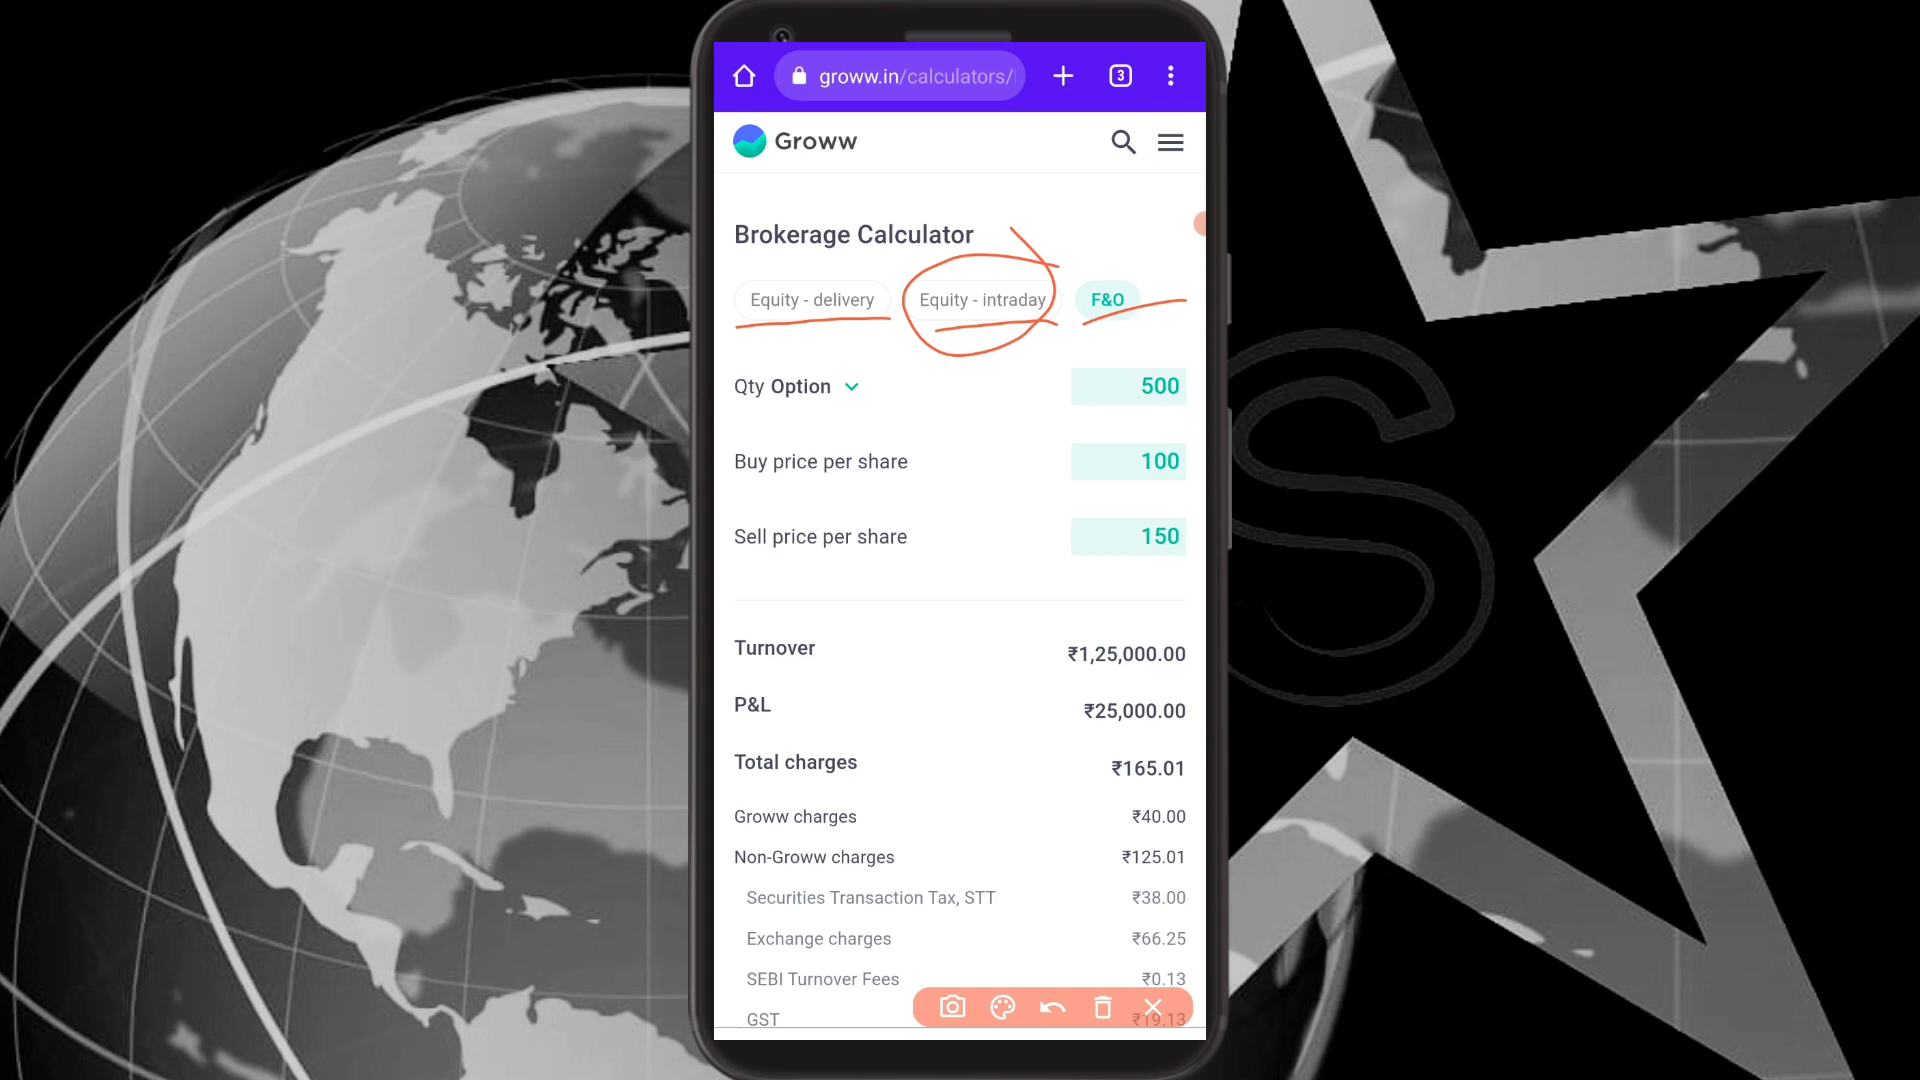 groww.in/calculators/
3
Groww
Brokerage Calculator
Equity - delivery
Equity - intraday
F&O
Qty Option
500
Buy price per share
100
Sell price per share
150
Turnover
₹1,25,000.00
P&L
₹25,000.00
Total charges
₹165.01
Groww charges
₹40.00
Non-Groww charges
₹125.01
Securities Transaction Tax, STT
₹38.00
Exchange charges
₹66.25
SEBI Turnover Fees
₹0.13
GST
₹19.13
S